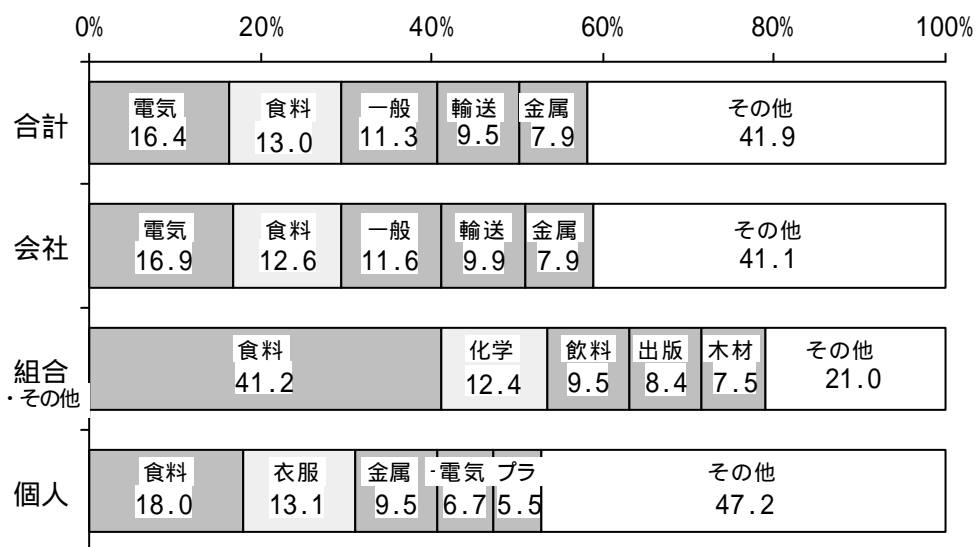 0% 20% 40% 60% 80% 100%
合計
電気 食料 一般 輸送 金属 その他
16.4 13.0 11.3 9.5 7.9 41.9
会社
電気 食料 一般 輸送 金属 その他
16.9 12.6 11.6 9.9 7.9 41.1
組合
・その他
食料 化学 飲料 出版 木材 その他
41.2 12.4 9.5 8.4 7.5 21.0
個人
食料 衣服 金属 電気 プラ その他
18.0 13.1 9.5 6.7 5.5 47.2